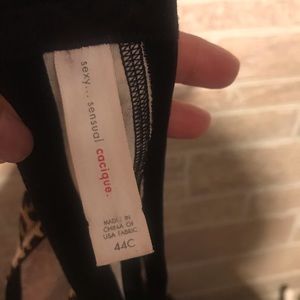 sexy... sensual
cacique.
MADE IN
CHINA OF
USA FABRIC
44C